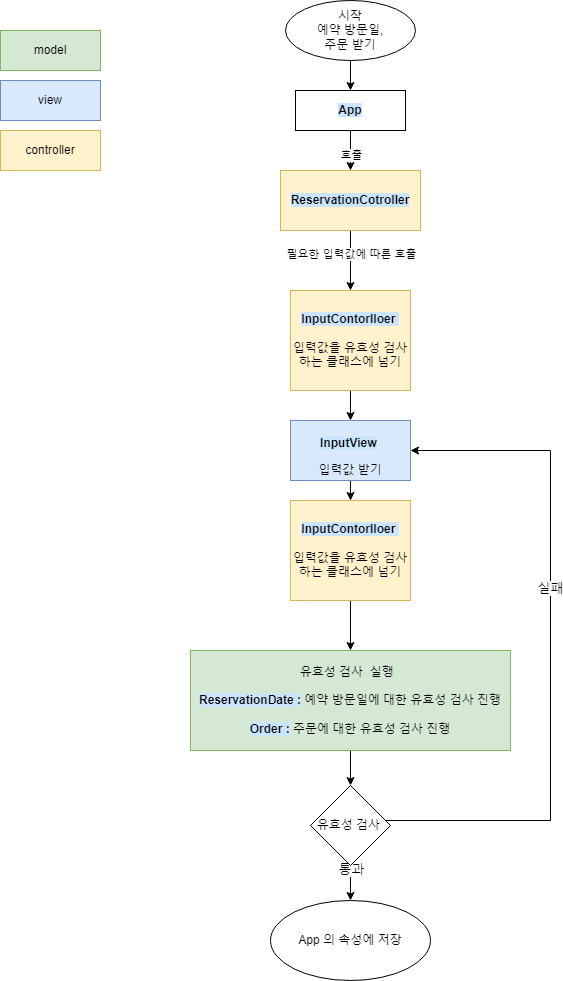 시작
예약 방문일,
주문 받기
model
view
controller
App
호출
ReservationCotroller
필요한 입력값에 따른 호출
InputContorlloer
입력값을 유효성 검사
하는 클래스에 넘기
InputView
입력값 받기
InputContorlloer
입력값을 유효성 검사
하는 클래스에 넘기
실패
유효성 검사 실행
ReservationDate : 예약 방문일에 대한 유효성 검사 진행
Order : 주문에 대한 유효성 검사 진행
유효성 검사
통과
App 의 속성에 저장